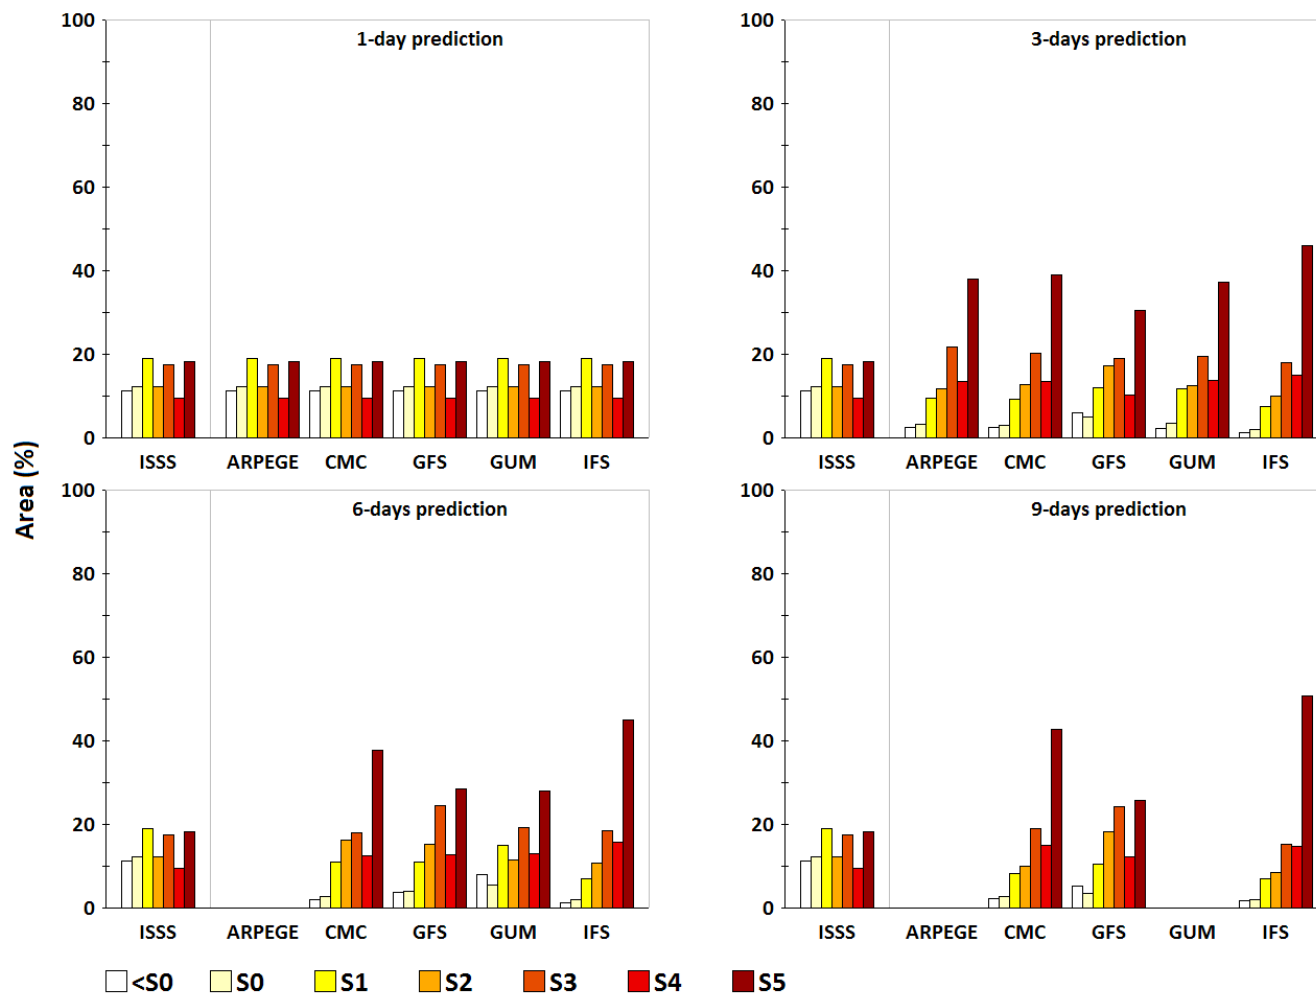 Area (%)
1-day prediction
100
80
60
40
20
0
ISSS ARPEGE CMC GFS GUM IFS
3-days prediction
100
80
60
40
20
0
ISSS ARPEGE CMC GFS GUM IFS
6-days prediction
100
80
60
40
20
0
ISSS ARPEGE CMC GFS GUM IFS
9-days prediction
100
80
60
40
20
0
ISSS ARPEGE CMC GFS GUM IFS
<S0 S0 S1 S2 S3 S4 S5